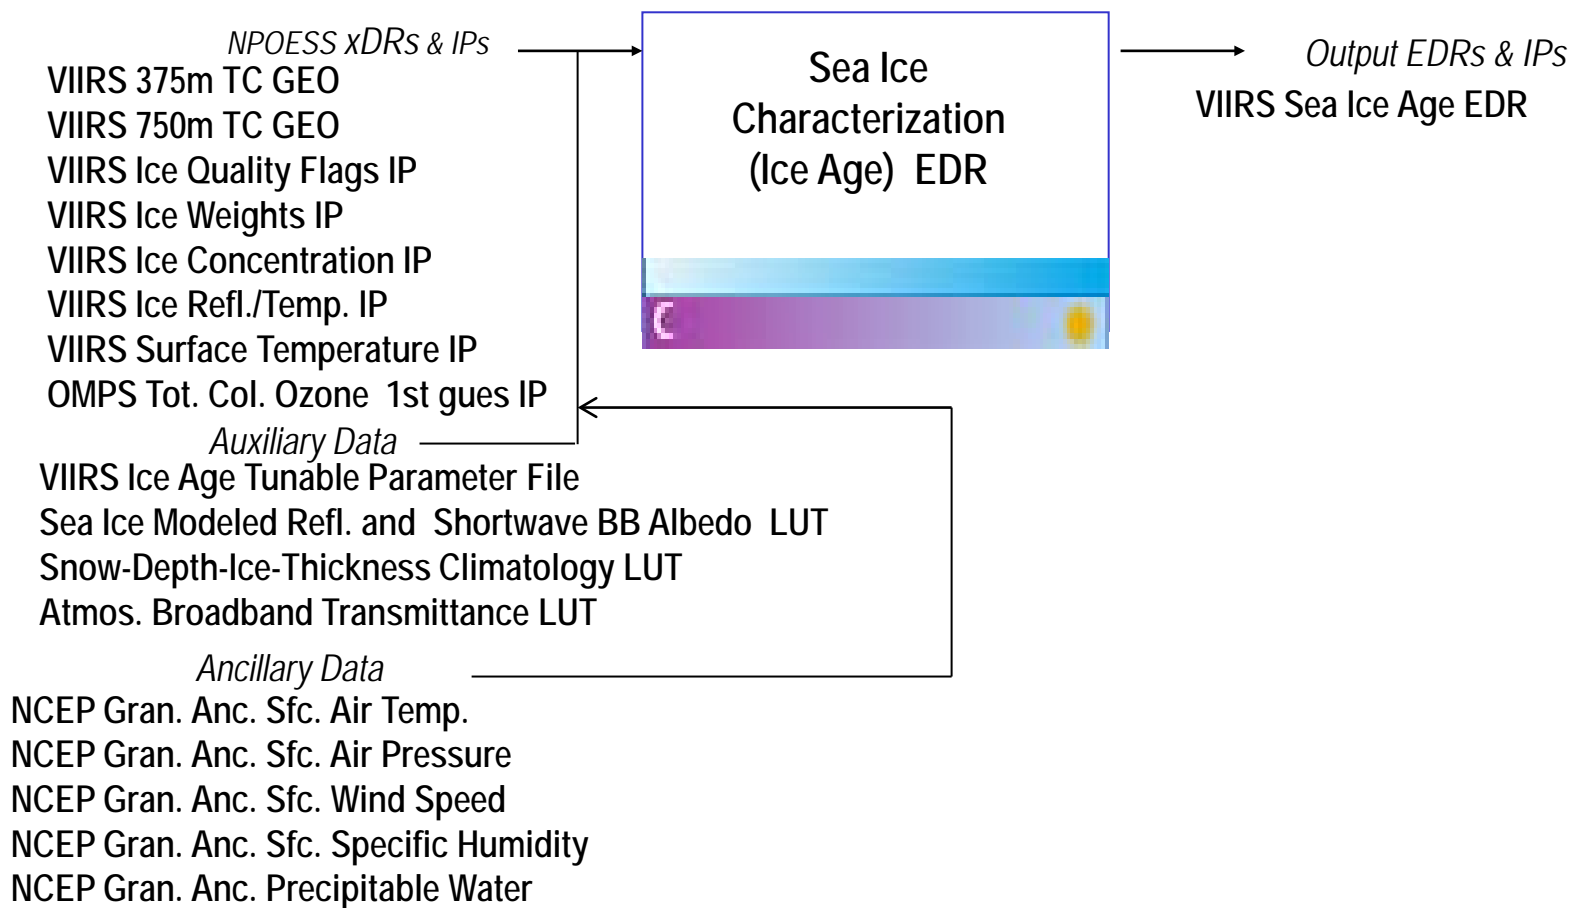 NPOESS xDRs & IPs
VIIRS 375m TC GEO
VIIRS 750m TC GEO
VIIRS Ice Quality Flags IP
VIIRS Ice Weights IP
VIIRS Ice Concentration IP
VIIRS Ice Refl./Temp. IP
VIIRS Surface Temperature IP
OMPS Tot. Col. Ozone 1st gues IP
Auxiliary Data
VIIRS Ice Age Tunable Parameter File
Sea Ice Modeled Refl. and Shortwave BB Albedo LUT
Snow-Depth-Ice-Thickness Climatology LUT
Atmos. Broadband Transmittance LUT
Ancillary Data
NCEP Gran. Anc. Sfc. Air Temp.
NCEP Gran. Anc. Sfc. Air Pressure
NCEP Gran. Anc. Sfc. Wind Speed
NCEP Gran. Anc. Sfc. Specific Humidity
NCEP Gran. Anc. Precipitable Water
Sea Ice
Characterization
(Ice Age) EDR
Output EDRs & IPs
VIIRS Sea Ice Age EDR